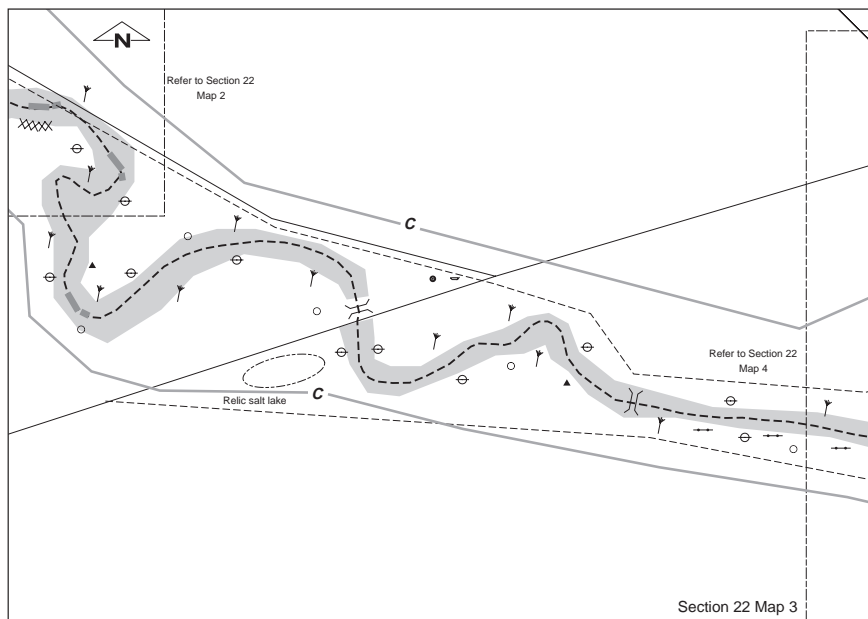 N
Refer to Section 22
Map 2
C
Refer to Section 22
Map 4
Relic salt lake
C
Section 22 Map 3